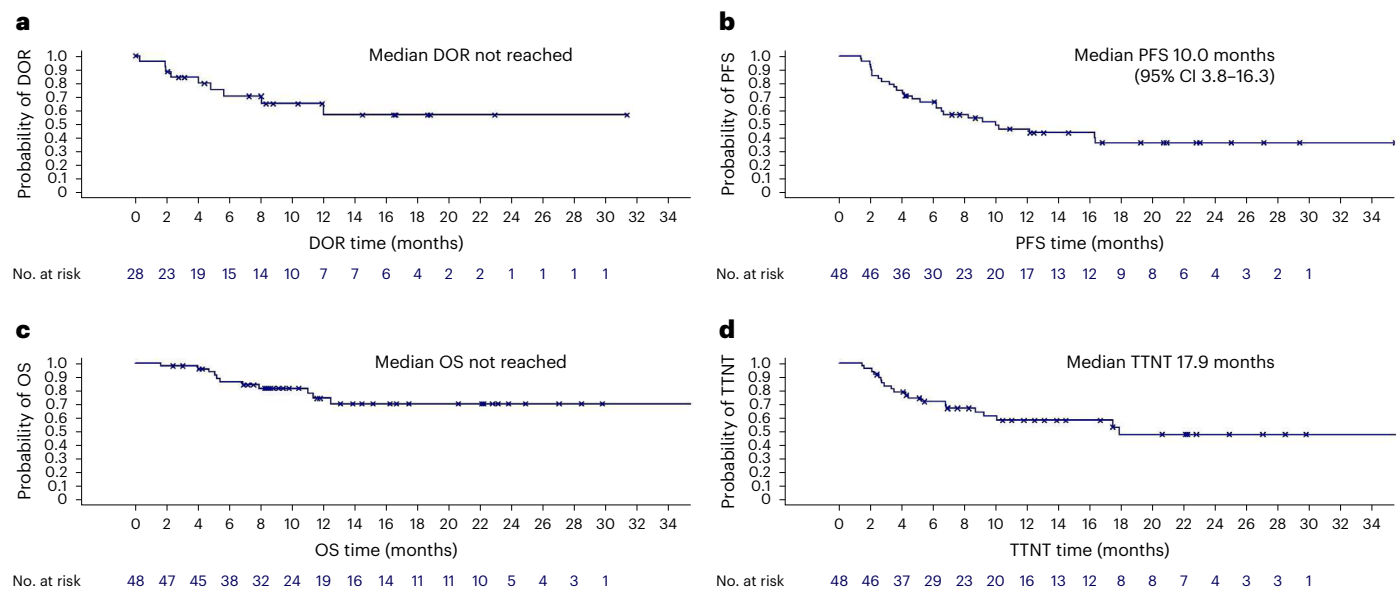 a
Median DOR not reached
Probability of DOR
1.0
0.9
0.8
0.7
0.6
0.5
0.4
0.3
0.2
0.1
0
0 2 4 6 8 10 12 14 16 18 20 22 24 26 28 30 32 34
DOR time (months)
No. at risk 28 23 19 15 14 10 7 7 6 4 2 2 1 1 1 1
b
Median PFS 10.0 months
(95% CI 3.8–16.3)
Probability of PFS
1.0
0.9
0.8
0.7
0.6
0.5
0.4
0.3
0.2
0.1
0
0 2 4 6 8 10 12 14 16 18 20 22 24 26 28 30 32 34
PFS time (months)
No. at risk 48 46 36 30 23 20 17 13 12 9 8 6 4 3 2 1
c
Median OS not reached
Probability of OS
1.0
0.9
0.8
0.7
0.6
0.5
0.4
0.3
0.2
0.1
0
0 2 4 6 8 10 12 14 16 18 20 22 24 26 28 30 32 34
OS time (months)
No. at risk 48 47 45 38 32 24 19 16 14 11 11 10 5 4 3 1
d
Median TTNT 17.9 months
Probability of TTNT
1.0
0.9
0.8
0.7
0.6
0.5
0.4
0.3
0.2
0.1
0
0 2 4 6 8 10 12 14 16 18 20 22 24 26 28 30 32 34
TTNT time (months)
No. at risk 48 46 37 29 23 20 16 13 12 8 8 7 4 3 3 1